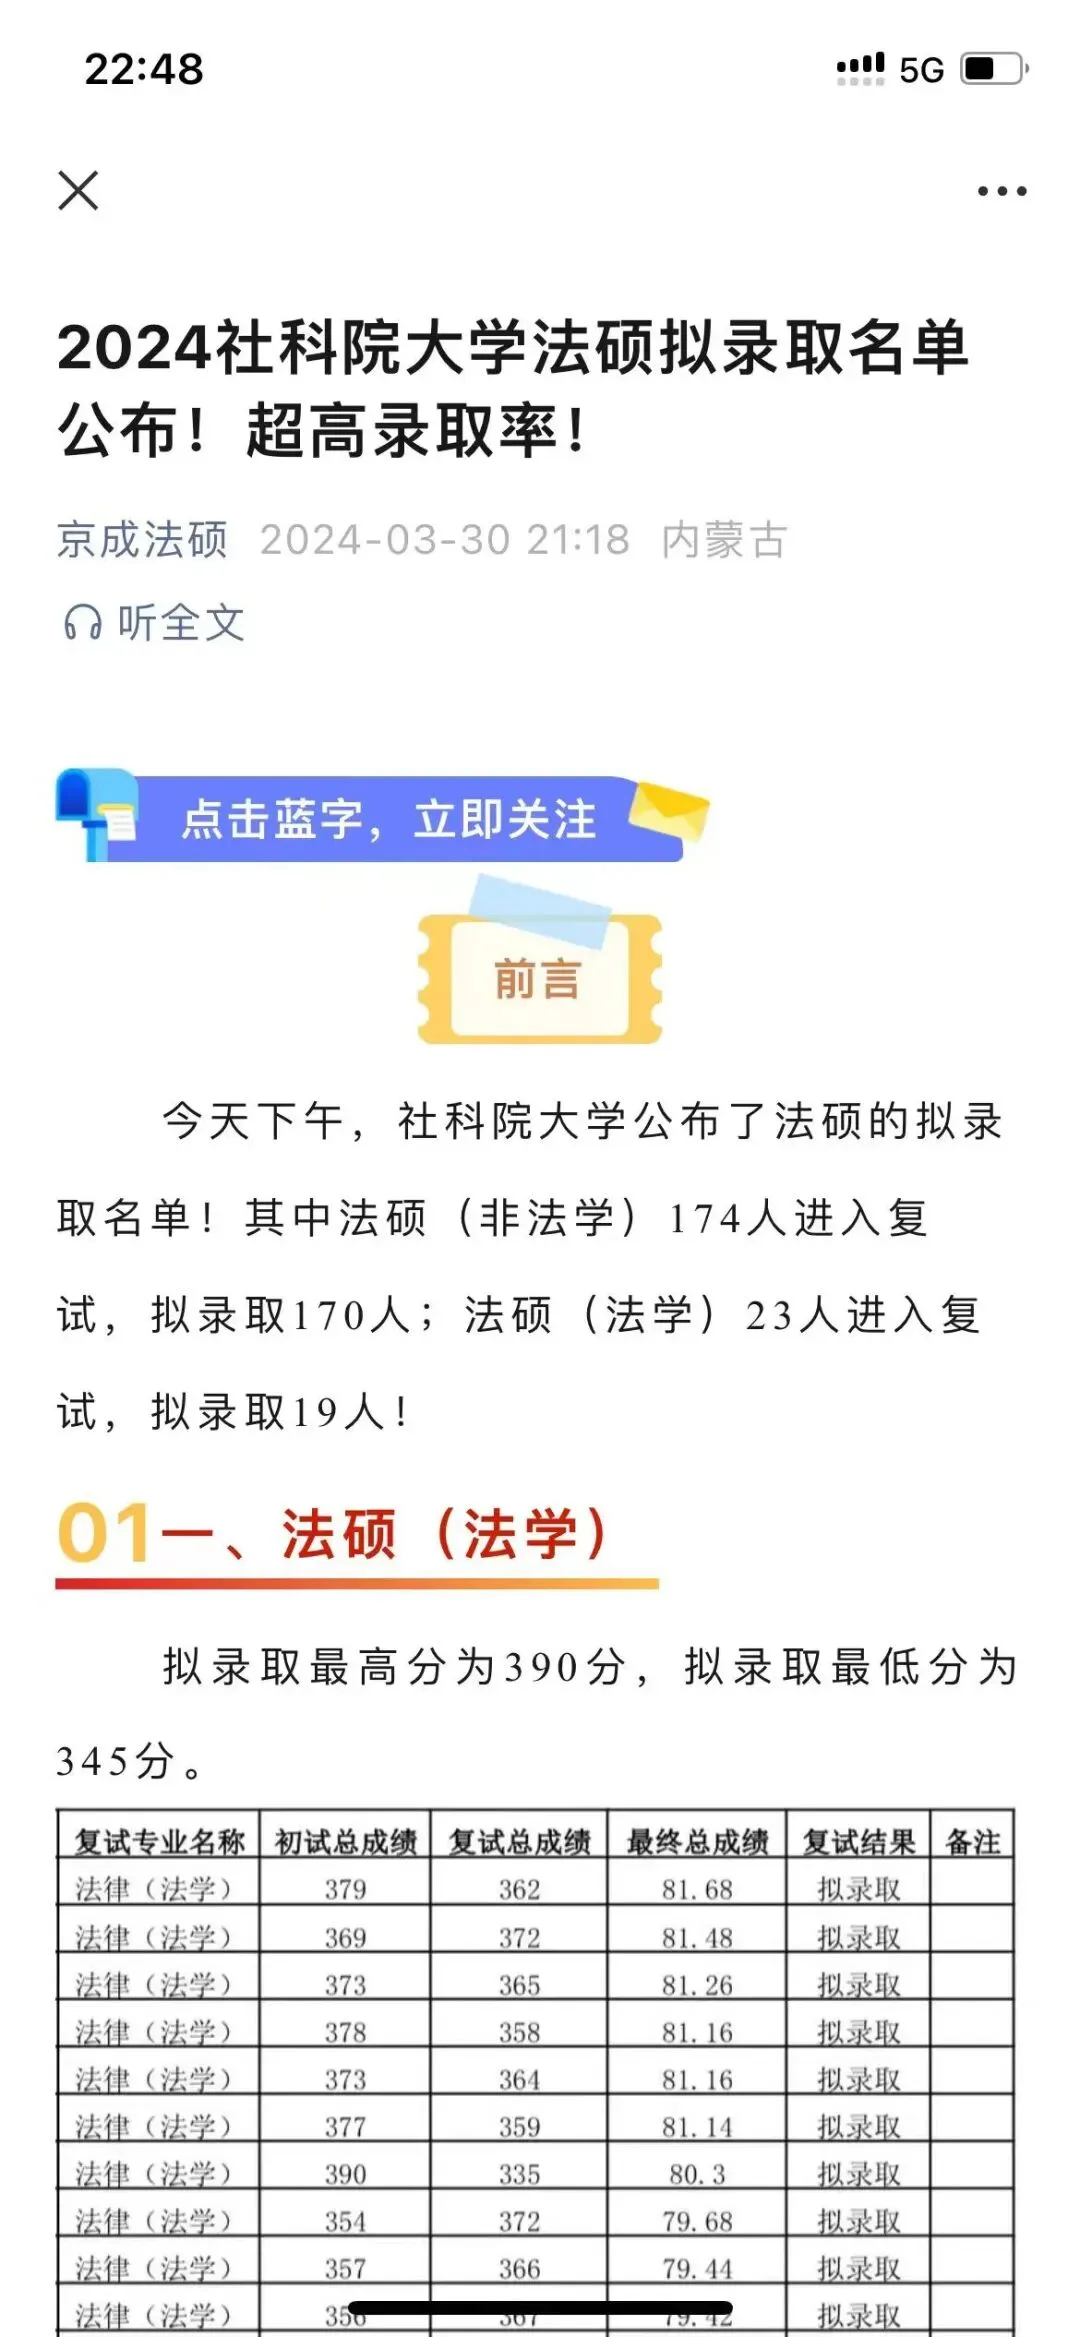 22:48 5G
2024社科院大学法硕拟录取名单
公布！超高录取率！
京成法硕 2024-03-30 21:18 内蒙古
听全文
点击蓝字，立即关注
前言
今天下午，社科院大学公布了法硕的拟录
取名单！其中法硕（非法学）174人进入复
试，拟录取170人；法硕（法学）23人进入复
试，拟录取19人！
01一、法硕（法学）
拟录取最高分为390分，拟录取最低分为
345分。
复试专业名称 初试总成绩 复试总成绩 最终总成绩 复试结果 备注
法律（法学） 379 362 81.68 拟录取
法律（法学） 369 372 81.48 拟录取
法律（法学） 373 365 81.26 拟录取
法律（法学） 378 358 81.16 拟录取
法律（法学） 373 364 81.16 拟录取
法律（法学） 377 359 81.14 拟录取
法律（法学） 390 335 80.3 拟录取
法律（法学） 354 372 79.68 拟录取
法律（法学） 357 366 79.44 拟录取
法律（法学） 356 367 79.42 拟录取